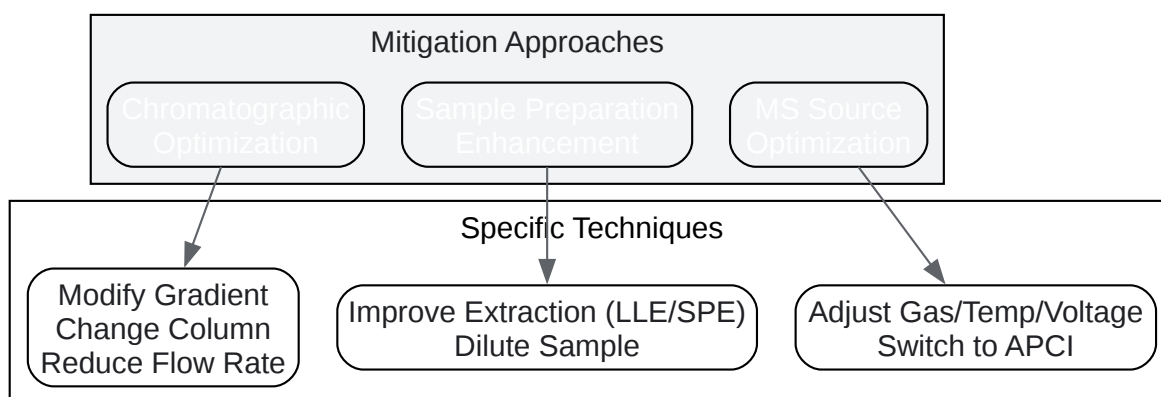 Mitigation Approaches
Chromatographic
Optimization
Sample Preparation
Enhancement
MS Source
Optimization
Specific Techniques
Modify Gradient
Change Column
Reduce Flow Rate
Improve Extraction (LLE/SPE)
Dilute Sample
Adjust Gas/Temp/Voltage
Switch to APCI